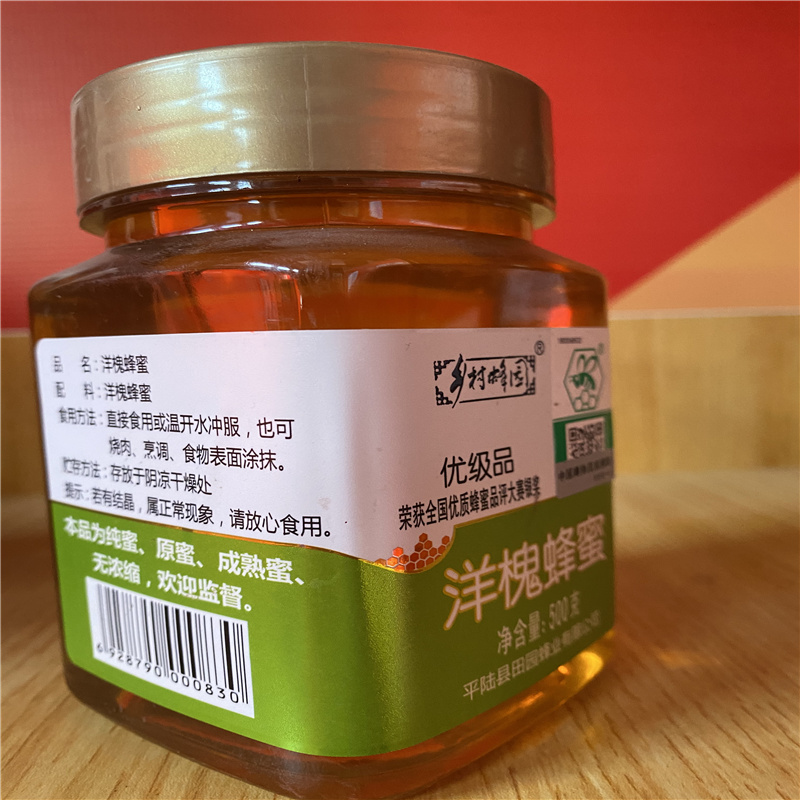 品 名:洋槐蜂蜜
配 料:洋槐蜂蜜
食用方法:直接食用或温开水冲服,也可
烧肉、烹调、食物表面涂抹。
贮存方法:存放于阴凉干燥处
提示:若有结晶,属正常现象,请放心食用。
本品为纯蜜、原蜜、成熟蜜、
无浓缩,欢迎监督。
6 928790 000830
乡村蜂园®
优级品
荣获全国优质蜂蜜品评大赛银奖
洋槐蜂蜜
净含量:500克
平陆县田园蜂业有限公司